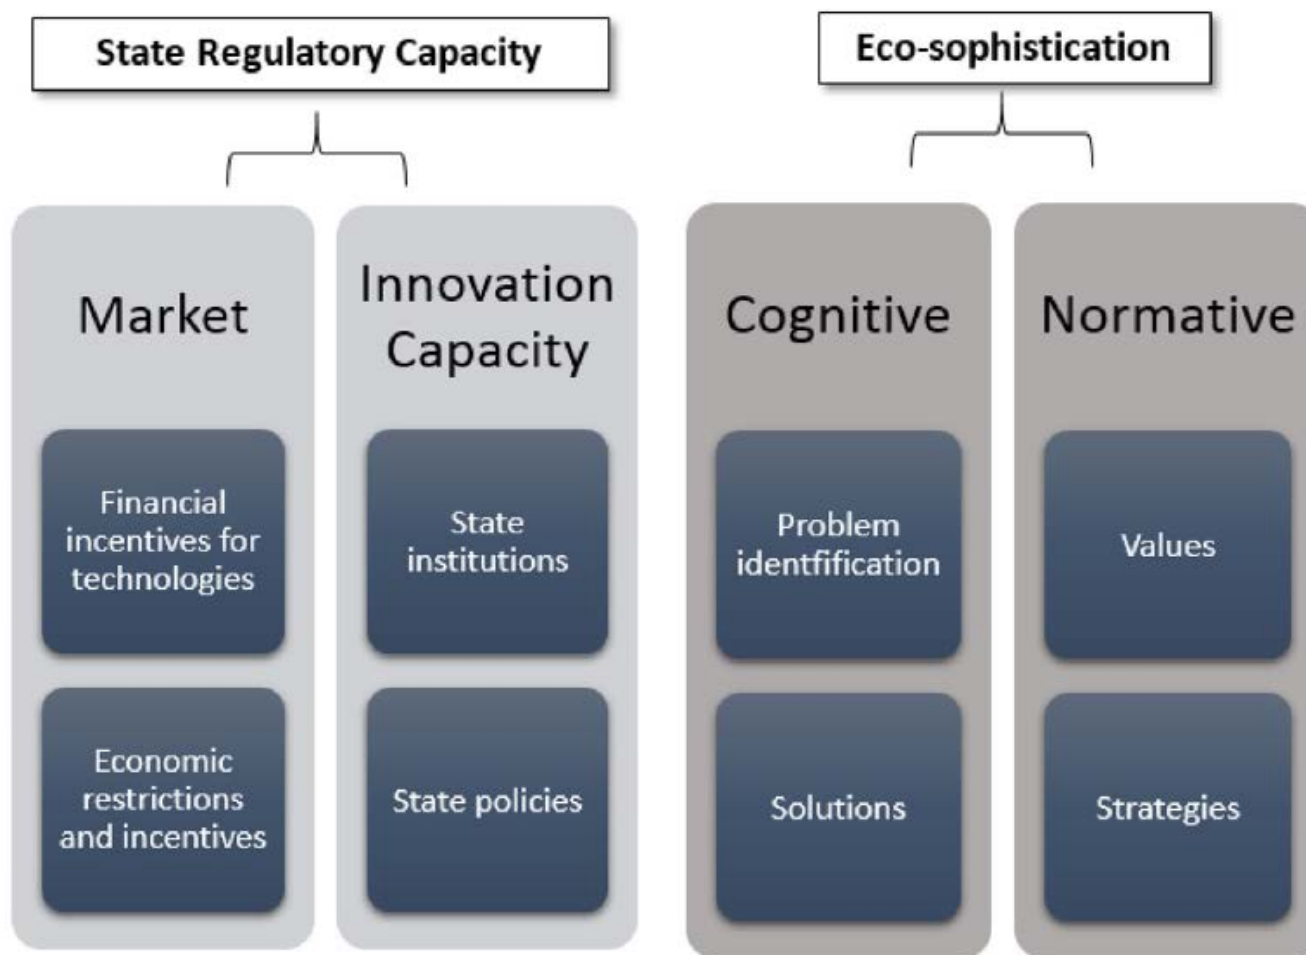 State Regulatory Capacity
Eco-sophistication
Market
Innovation
Capacity
Cognitive
Normative
Financial
incentives for
technologies
State
institutions
Problem
identfification
Values
Economic
restrictions
and incentives
State policies
Solutions
Strategies